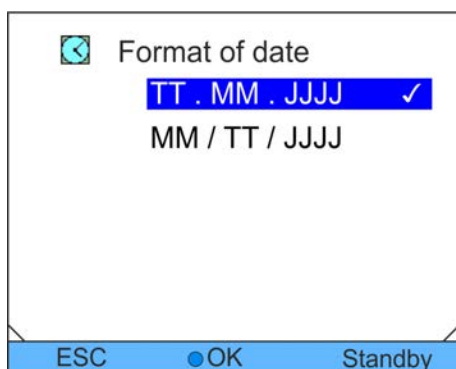 Format of date
TT . MM . JJJJ ✓
MM / TT / JJJJ
ESC OK Standby